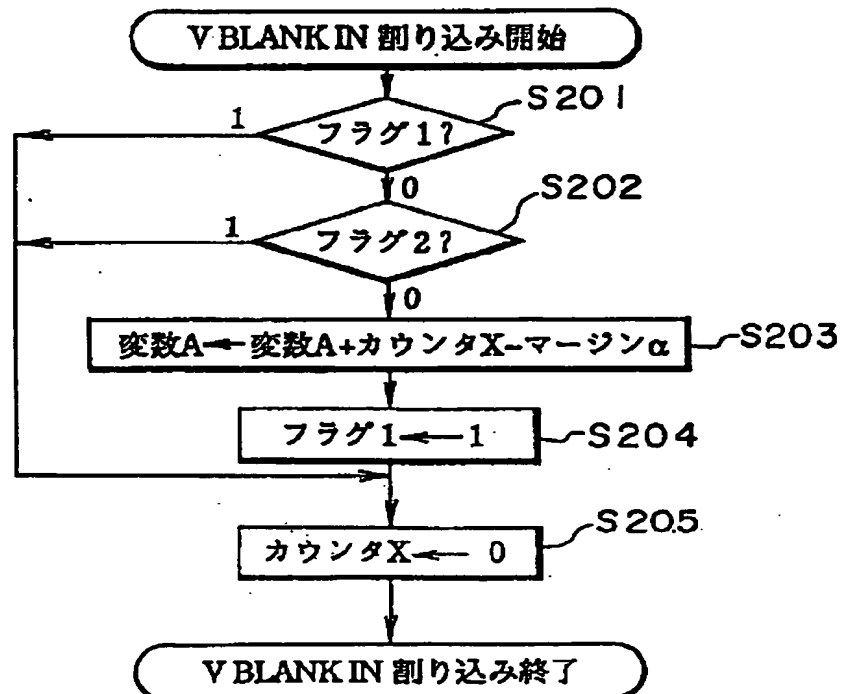 V BLANK IN 割り込み開始
S201
フラグ1?
1
0
S202
フラグ2?
1
0
変数A←変数A+カウンタX-マージンα
S203
フラグ1←1
S204
S205
カウンタX← 0
V BLANK IN 割り込み終了